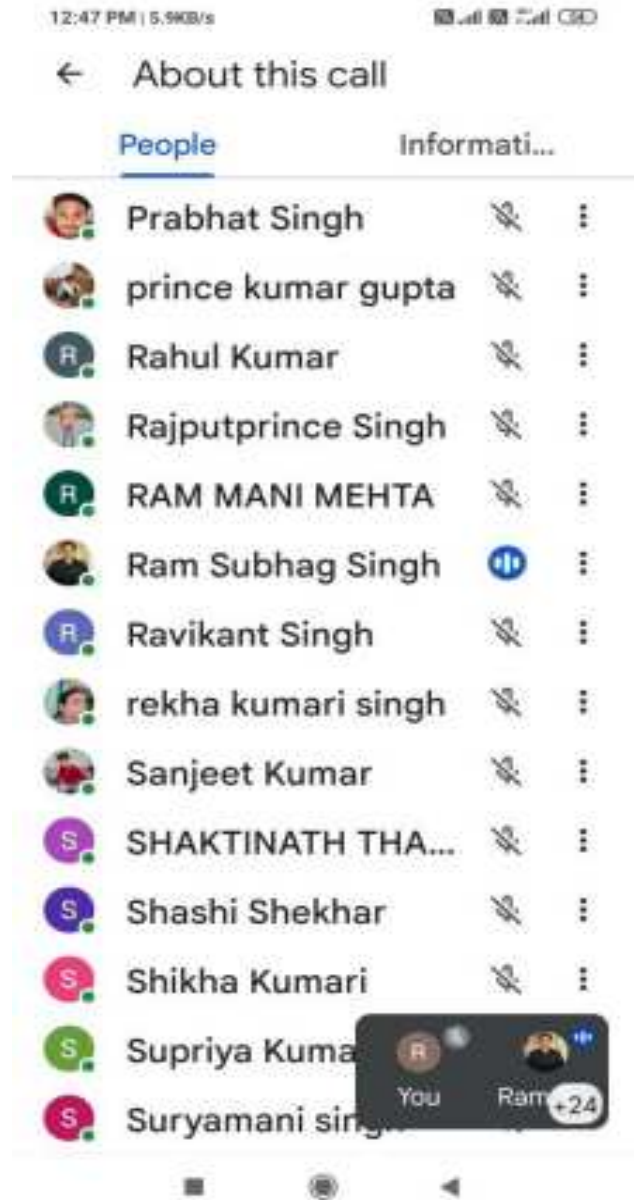 12:47 PM | 5.9KB/s
About this call
People Informati...
Prabhat Singh
prince kumar gupta
R Rahul Kumar
Rajputprince Singh
R RAM MANI MEHTA
Ram Subhag Singh
R Ravikant Singh
rekha kumari singh
Sanjeet Kumar
S SHAKTINATH THA...
S Shashi Shekhar
S Shikha Kumari
S Supriya Kuma
R
You Ram +24
S Suryamani singh